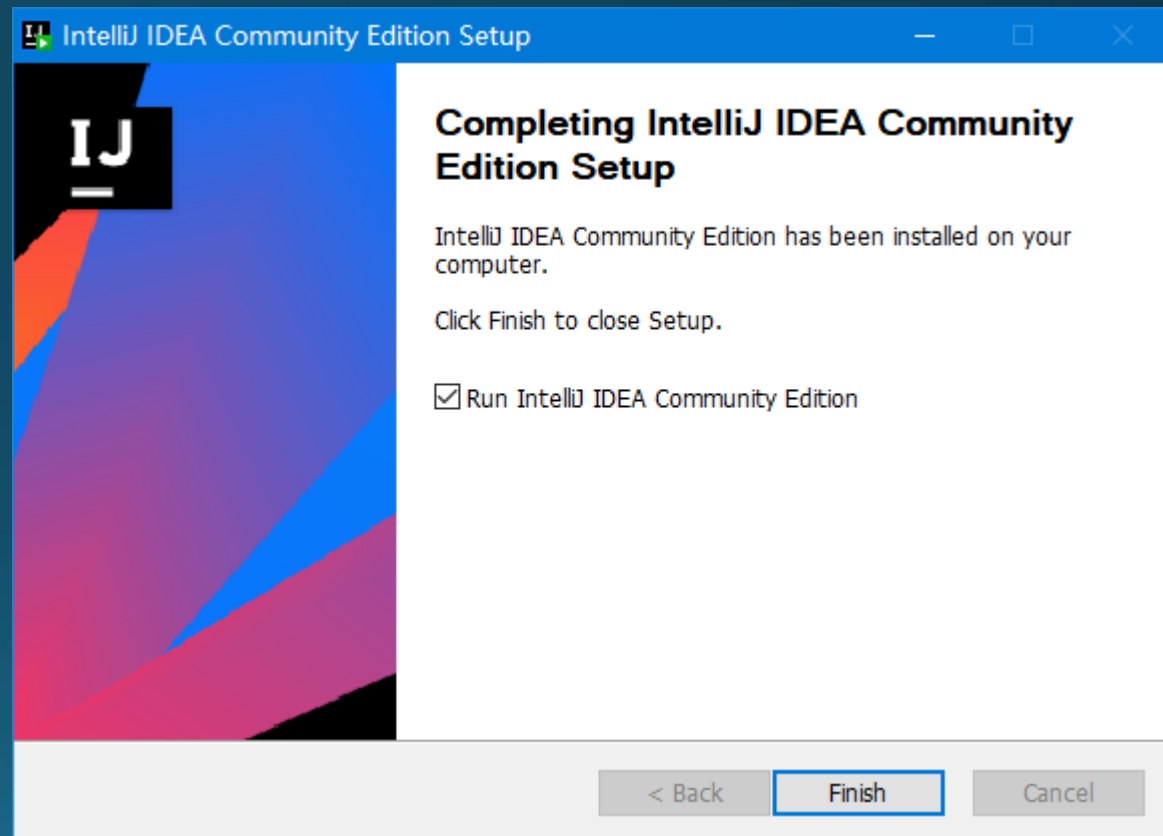 IntelliJ IDEA Community Edition Setup
IJ
Completing IntelliJ IDEA Community
Edition Setup
IntelliJ IDEA Community Edition has been installed on your
computer.
Click Finish to close Setup.
Run IntelliJ IDEA Community Edition
< Back
Finish
Cancel